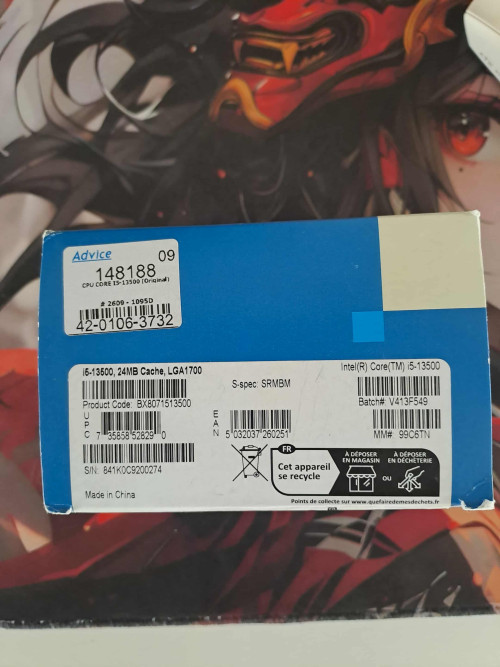 Advice 09
148188
CPU CORE I5-13500 (Original)
# 2609 - 1095D
42-0106-3732
i5-13500, 24MB Cache, LGA1700
Intel(R) Core(TM) i5-13500
S-spec: SRMBM
Product Code: BX8071513500
Batch#: V413F549
UPC
7 35858 52829 0
EAN
5 032037 260251
MM# 99C6TN
S/N: 841K0C9200274
FR
Cet appareil
se recycle
À DÉPOSER
EN MAGASIN
OU
À DÉPOSER
EN DÉCHÈTERIE
Points de collecte sur www.quefairedemesdechets.fr
Made in China